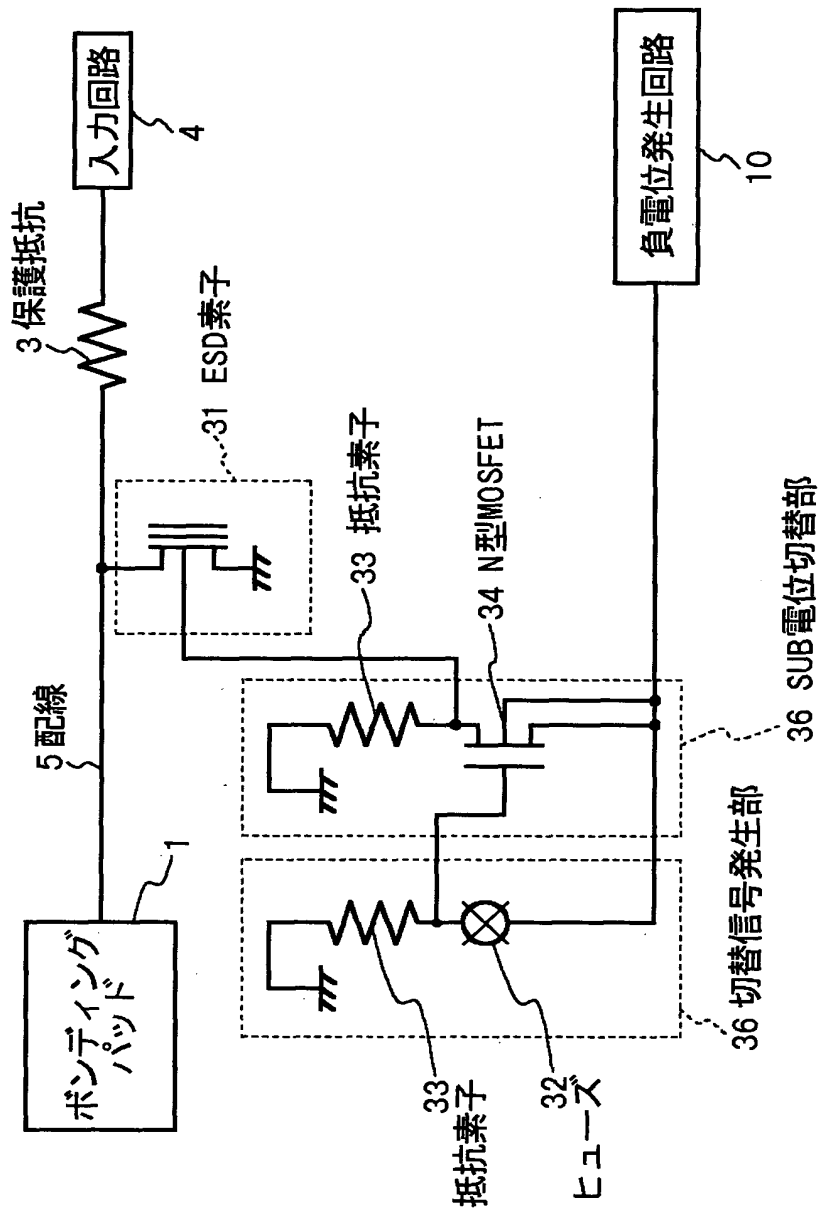 ボンディング
パッド
1
5 配線
3 保護抵抗
入力回路
4
31 ESD素子
33 抵抗素子
34 N型MOSFET
36 SUB電位切替部
33
抵抗素子
32
ヒューズ
36 切替信号発生部
負電位発生回路
10